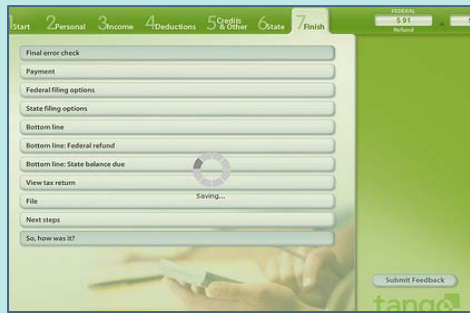 Start
2Personal
3Income
4Deductions
5Credits & Other
6State
7Finish
FEDERAL
$ 91
Refund
Final error check
Payment
Federal filing options
State filing options
Bottom line
Bottom line: Federal refund
Bottom line: State balance due
View tax return
File
Next steps
So, how was it?
Saving...
Submit Feedback
tango